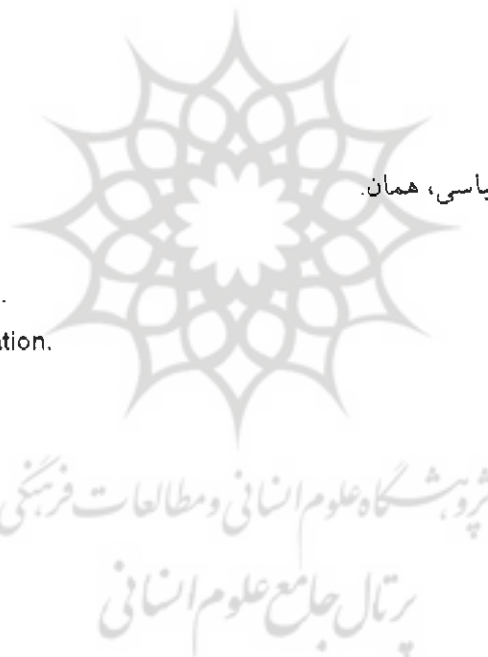 یاسی، همان.
.
ation.
پژوهشگاه علوم انسانی و مطالعات فرهنگی
پرتال جامع علوم انسانی